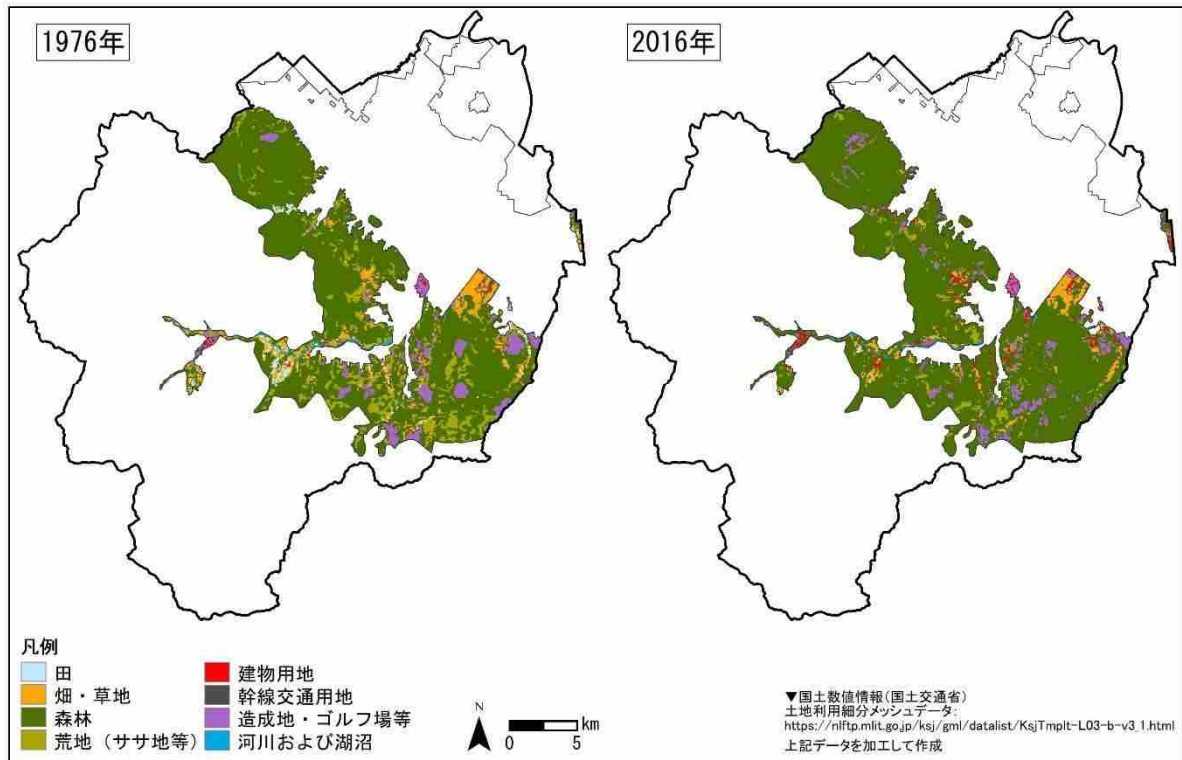 1976年
2016年
凡例
田
畑・草地
森林
荒地（ササ地等）
建物用地
幹線交通用地
造成地・ゴルフ場等
河川および湖沼
N
km
0 5
▼国土数値情報(国土交通省)
土地利用細分メッシュデータ:
https://nlftp.mlit.go.jp/ksj/gml/datalist/KsjTmplt-L03-b-v3_1.html
上記データを加工して作成